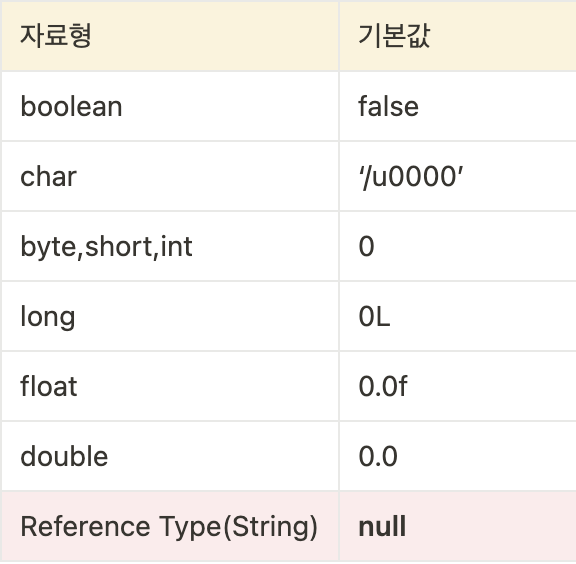 자료형 기본값
boolean false
char ‘/u0000’
byte,short,int 0
long 0L
float 0.0f
double 0.0
Reference Type(String) null